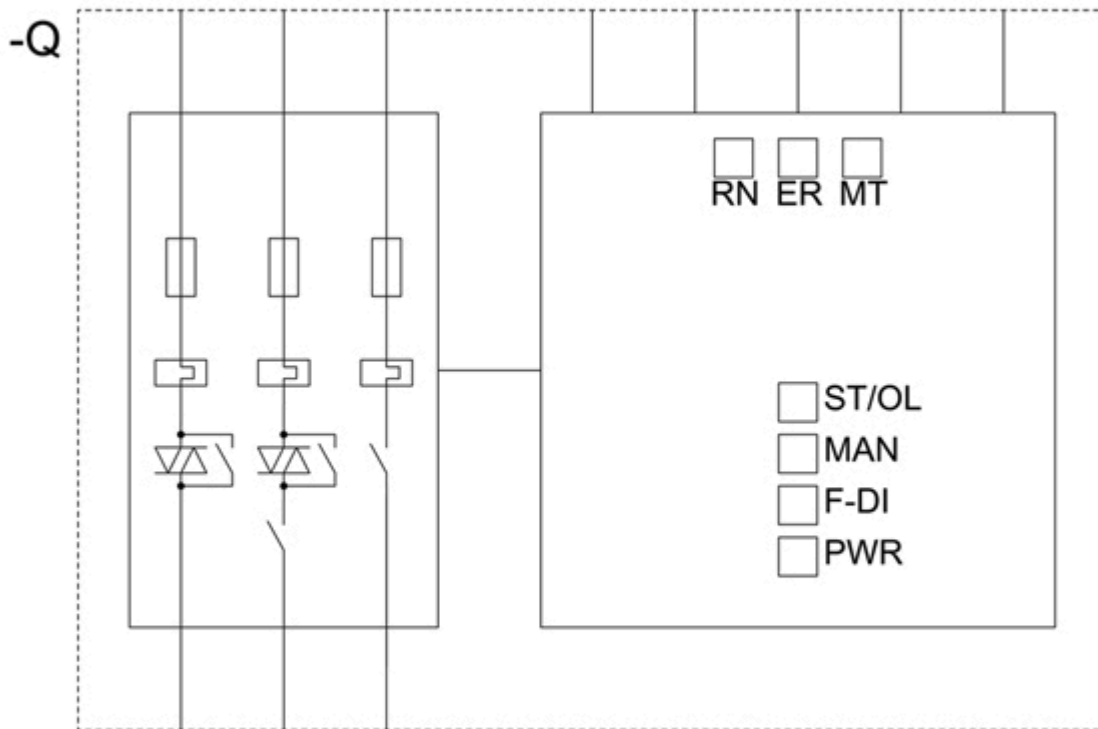 -Q
RN ER MT
ST/OL
MAN
F-DI
PWR